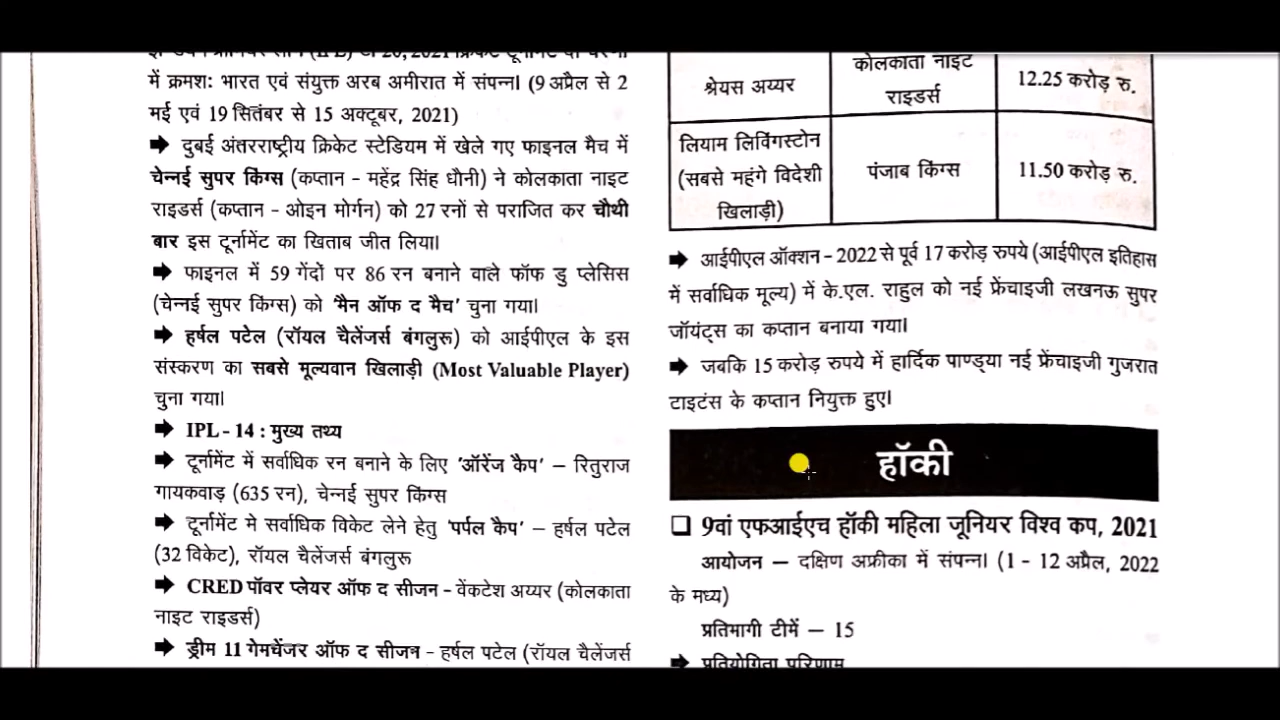 में क्रमश: भारत एवं संयुक्त अरब अमीरात में संपन्न। (9 अप्रैल से 2
मई एवं 19 सितंबर से 15 अक्टूबर, 2021)
➡ दुबई अंतरराष्ट्रीय क्रिकेट स्टेडियम में खेले गए फाइनल मैच में
चेन्नई सुपर किंग्स (कप्तान - महेंद्र सिंह धौनी) ने कोलकाता नाइट
राइडर्स (कप्तान - ओइन मोर्गन) को 27 रनों से पराजित कर चौथी
बार इस टूर्नामेंट का खिताब जीत लिया।
➡ फाइनल में 59 गेंदों पर 86 रन बनाने वाले फॉफ डु प्लेसिस
(चेन्नई सुपर किंग्स) को 'मैन ऑफ द मैच' चुना गया।
➡ हर्षल पटेल (रॉयल चैलेंजर्स बंगलुरू) को आईपीएल के इस
संस्करण का सबसे मूल्यवान खिलाड़ी (Most Valuable Player)
चुना गया।
➡ IPL - 14 : मुख्य तथ्य
➡ टूर्नामेंट में सर्वाधिक रन बनाने के लिए 'ऑरेंज कैप' – रितुराज
गायकवाड़ (635 रन), चेन्नई सुपर किंग्स
➡ टूर्नामेंट मे सर्वाधिक विकेट लेने हेतु 'पर्पल कैप' – हर्षल पटेल
(32 विकेट), रॉयल चैलेंजर्स बंगलुरू
➡ CRED पॉवर प्लेयर ऑफ द सीजन - वेंकटेश अय्यर (कोलकाता
नाइट राइडर्स)
➡ ड्रीम 11 गेमचेंजर ऑफ द सीजन - हर्षल पटेल (रॉयल चैलेंजर्स
श्रेयस अय्यर
कोलकाता नाइट
राइडर्स
12.25 करोड़ रु.
लियाम लिविंगस्टोन
(सबसे महंगे विदेशी
खिलाड़ी)
पंजाब किंग्स
11.50 करोड़ रु.
➡ आईपीएल ऑक्शन - 2022 से पूर्व 17 करोड़ रुपये (आईपीएल इतिहास
में सर्वाधिक मूल्य) में के.एल. राहुल को नई फ्रेंचाइजी लखनऊ सुपर
जॉयंट्स का कप्तान बनाया गया।
➡ जबकि 15 करोड़ रुपये में हार्दिक पाण्ड्या नई फ्रेंचाइजी गुजरात
टाइटंस के कप्तान नियुक्त हुए।
हॉकी
❑ 9वां एफआईएच हॉकी महिला जूनियर विश्व कप, 2021
आयोजन – दक्षिण अफ्रीका में संपन्न। (1 - 12 अप्रैल, 2022
के मध्य)
प्रतिभागी टीमें – 15
➡ प्रतियोगिता परिणाम